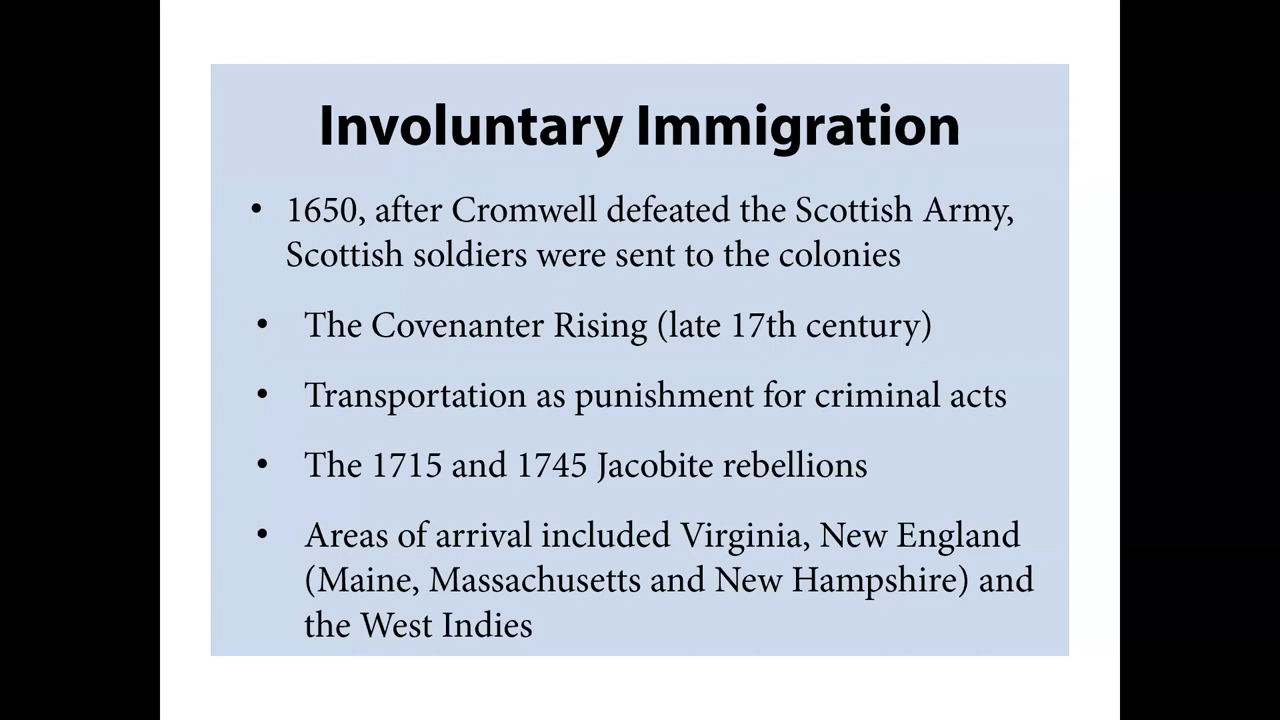 Involuntary Immigration
• 1650, after Cromwell defeated the Scottish Army,
Scottish soldiers were sent to the colonies
• The Covenanter Rising (late 17th century)
• Transportation as punishment for criminal acts
• The 1715 and 1745 Jacobite rebellions
• Areas of arrival included Virginia, New England
(Maine, Massachusetts and New Hampshire) and
the West Indies